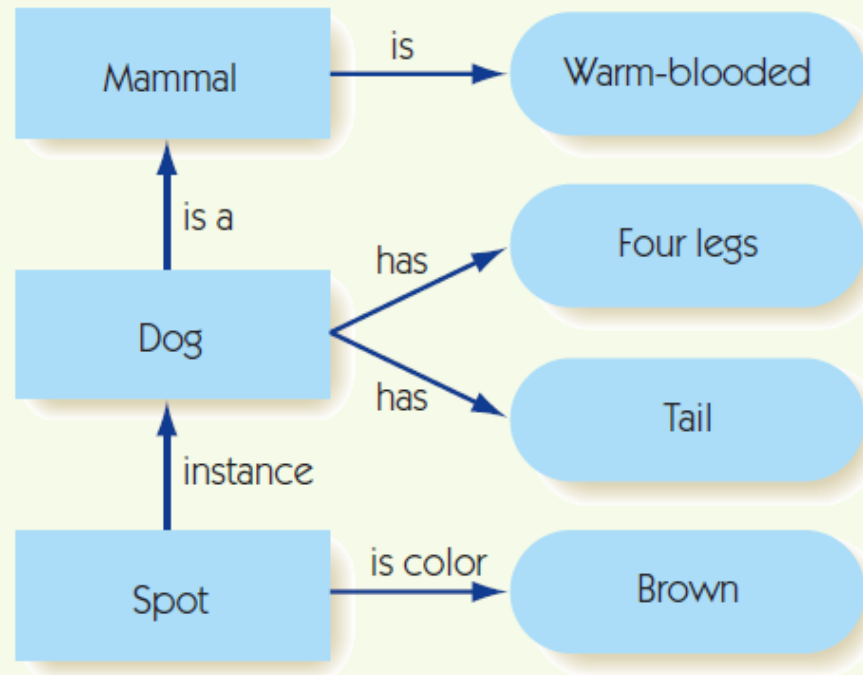 Mammal
is
Warm-blooded
is a
has
Four legs
Dog
has
Tail
instance
Spot
is color
Brown